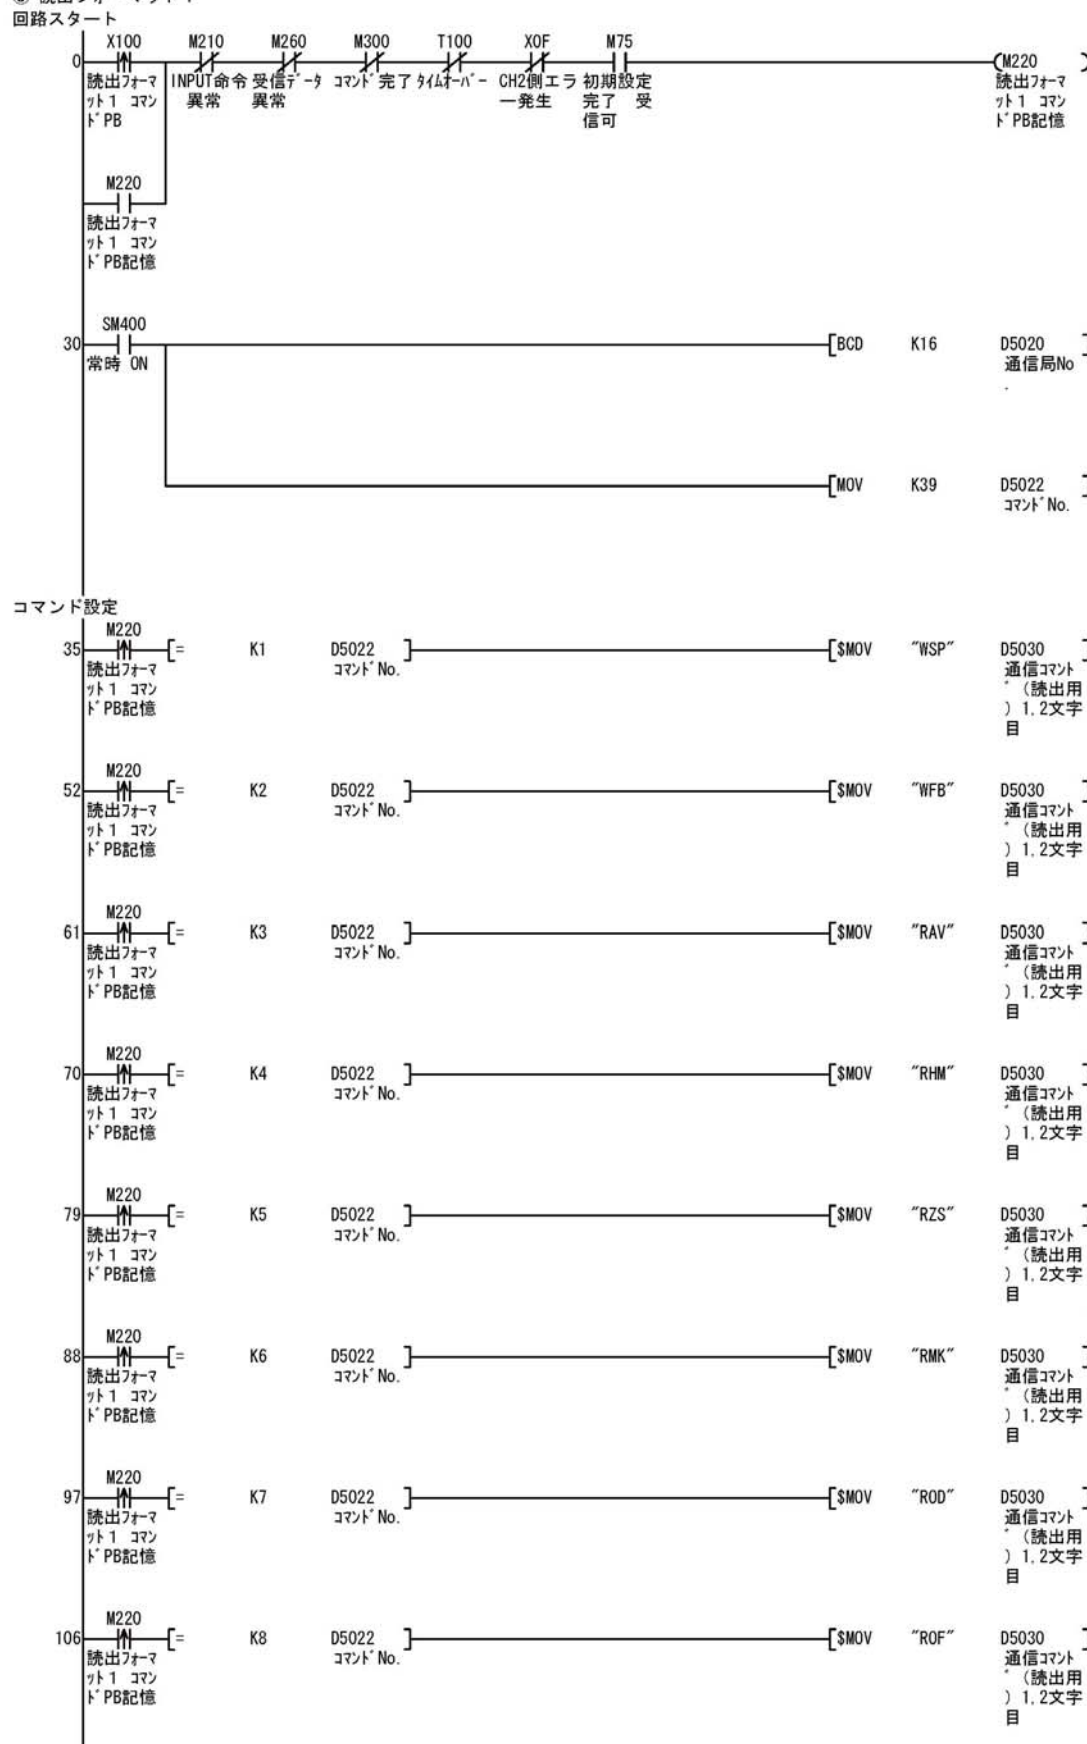 回路スタート
X100 M210 M260 M300 T100 X0F M75
0 (M220 )
読出フォーマ INPUT命令 受信データ コマンド完了 タイムオーバー CH2側エラ 初期設定 読出フォーマ
ット1 コマン 異常 異常 ー発生 完了 受 ット1 コマン
ドPB 信可 ドPB記憶
M220
読出フォーマ
ット1 コマン
ドPB記憶
SM400
30 [BCD K16 D5020 ]
常時 ON 通信局No
.
[MOV K39 D5022 ]
コマンドNo.
コマンド設定
M220
35 [= K1 D5022 ] [$MOV "WSP" D5030 ]
読出フォーマ コマンドNo. 通信コマント
ット1 コマン ゛(読出用
ドPB記憶 )1,2文字
目
M220
52 [= K2 D5022 ] [$MOV "WFB" D5030 ]
読出フォーマ コマンドNo. 通信コマント
ット1 コマン ゛(読出用
ドPB記憶 )1,2文字
目
M220
61 [= K3 D5022 ] [$MOV "RAV" D5030 ]
読出フォーマ コマンドNo. 通信コマント
ット1 コマン ゛(読出用
ドPB記憶 )1,2文字
目
M220
70 [= K4 D5022 ] [$MOV "RHM" D5030 ]
読出フォーマ コマンドNo. 通信コマント
ット1 コマン ゛(読出用
ドPB記憶 )1,2文字
目
M220
79 [= K5 D5022 ] [$MOV "RZS" D5030 ]
読出フォーマ コマンドNo. 通信コマント
ット1 コマン ゛(読出用
ドPB記憶 )1,2文字
目
M220
88 [= K6 D5022 ] [$MOV "RMK" D5030 ]
読出フォーマ コマンドNo. 通信コマント
ット1 コマン ゛(読出用
ドPB記憶 )1,2文字
目
M220
97 [= K7 D5022 ] [$MOV "ROD" D5030 ]
読出フォーマ コマンドNo. 通信コマント
ット1 コマン ゛(読出用
ドPB記憶 )1,2文字
目
M220
106 [= K8 D5022 ] [$MOV "ROF" D5030 ]
読出フォーマ コマンドNo. 通信コマント
ット1 コマン ゛(読出用
ドPB記憶 )1,2文字
目